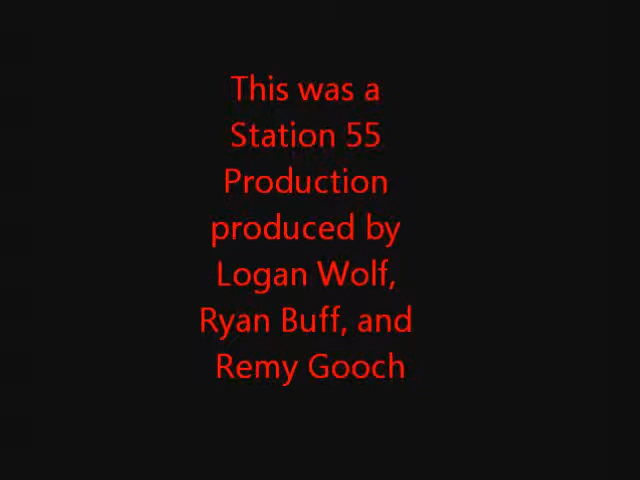 This was a
Station 55
Production
produced by
Logan Wolf,
Ryan Buff, and
Remy Gooch